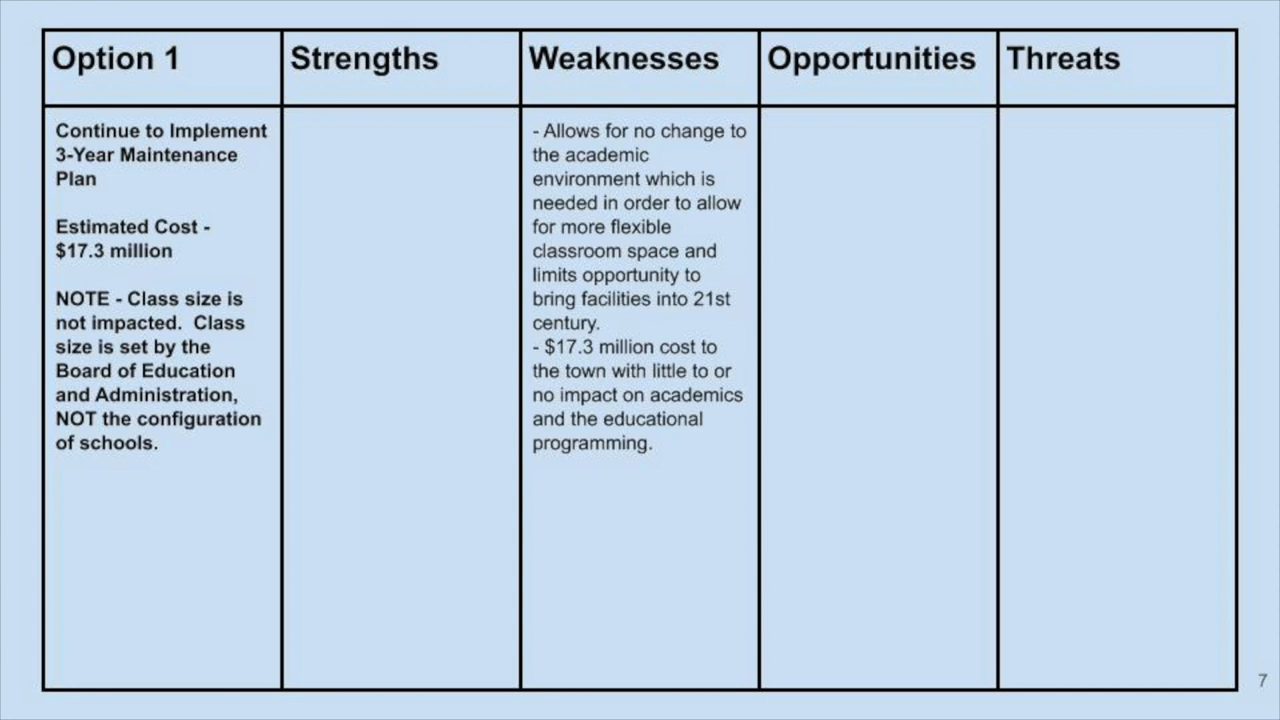 Option 1
Strengths
Weaknesses
Opportunities
Threats
Continue to Implement
3-Year Maintenance
Plan
Estimated Cost -
$17.3 million
NOTE - Class size is
not impacted.  Class
size is set by the
Board of Education
and Administration,
NOT the configuration
of schools.
- Allows for no change to
the academic
environment which is
needed in order to allow
for more flexible
classroom space and
limits opportunity to
bring facilities into 21st
century.
- $17.3 million cost to
the town with little to or
no impact on academics
and the educational
programming.
7